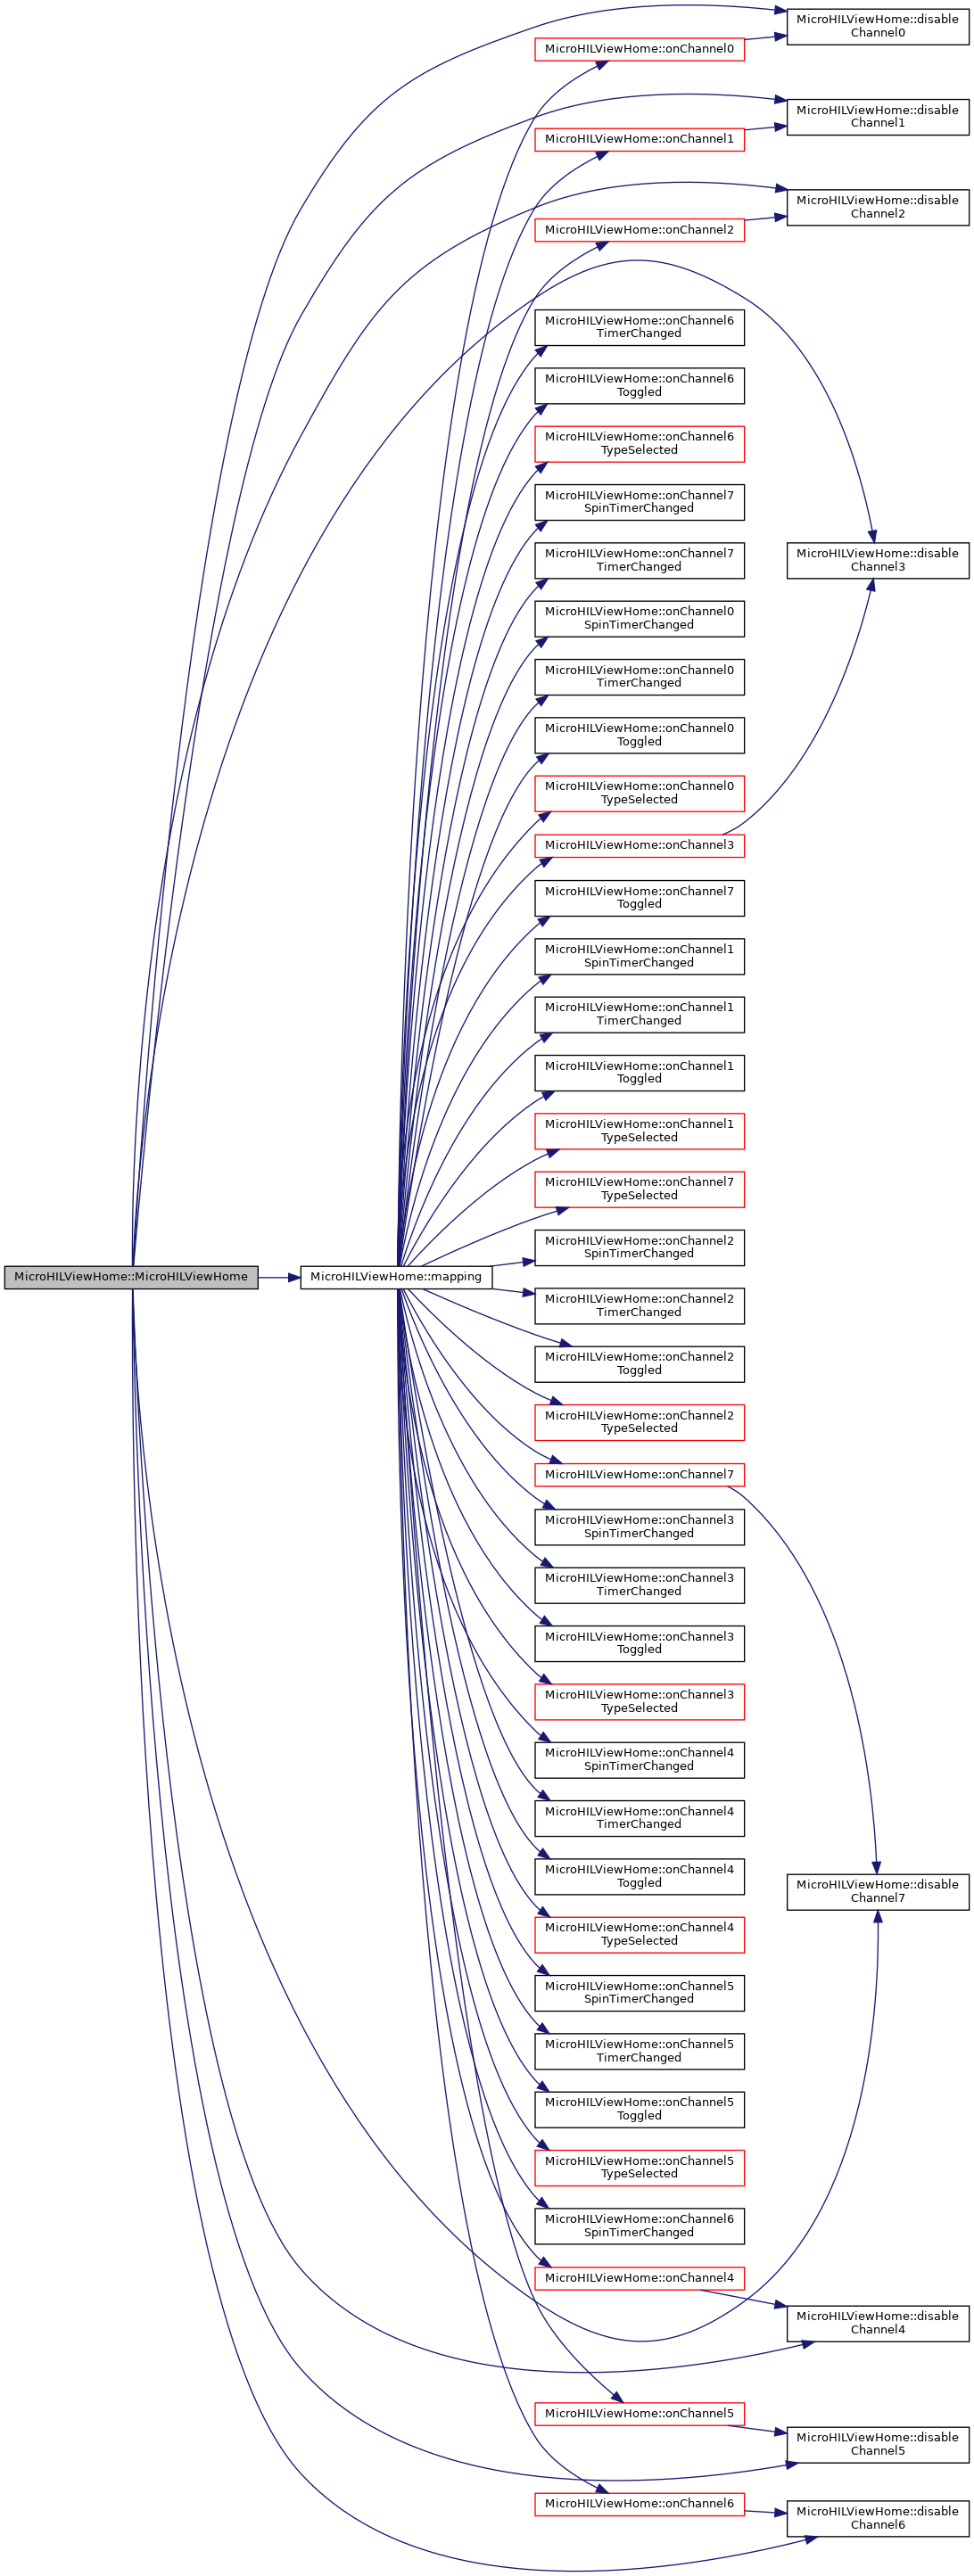 MicroHILViewHome::disable
Channel0
MicroHILViewHome::onChannel0
MicroHILViewHome::disable
Channel1
MicroHILViewHome::onChannel1
MicroHILViewHome::disable
Channel2
MicroHILViewHome::onChannel2
MicroHILViewHome::onChannel6
TimerChanged
MicroHILViewHome::onChannel6
Toggled
MicroHILViewHome::onChannel6
TypeSelected
MicroHILViewHome::onChannel7
SpinTimerChanged
MicroHILViewHome::onChannel7
TimerChanged
MicroHILViewHome::disable
Channel3
MicroHILViewHome::onChannel0
SpinTimerChanged
MicroHILViewHome::onChannel0
TimerChanged
MicroHILViewHome::onChannel0
Toggled
MicroHILViewHome::onChannel0
TypeSelected
MicroHILViewHome::onChannel3
MicroHILViewHome::onChannel7
Toggled
MicroHILViewHome::onChannel1
SpinTimerChanged
MicroHILViewHome::onChannel1
TimerChanged
MicroHILViewHome::onChannel1
Toggled
MicroHILViewHome::onChannel1
TypeSelected
MicroHILViewHome::onChannel7
TypeSelected
MicroHILViewHome::onChannel2
SpinTimerChanged
MicroHILViewHome::MicroHILViewHome
MicroHILViewHome::mapping
MicroHILViewHome::onChannel2
TimerChanged
MicroHILViewHome::onChannel2
Toggled
MicroHILViewHome::onChannel2
TypeSelected
MicroHILViewHome::onChannel7
MicroHILViewHome::onChannel3
SpinTimerChanged
MicroHILViewHome::onChannel3
TimerChanged
MicroHILViewHome::onChannel3
Toggled
MicroHILViewHome::onChannel3
TypeSelected
MicroHILViewHome::onChannel4
SpinTimerChanged
MicroHILViewHome::onChannel4
TimerChanged
MicroHILViewHome::onChannel4
Toggled
MicroHILViewHome::disable
Channel7
MicroHILViewHome::onChannel4
TypeSelected
MicroHILViewHome::onChannel5
SpinTimerChanged
MicroHILViewHome::onChannel5
TimerChanged
MicroHILViewHome::onChannel5
Toggled
MicroHILViewHome::onChannel5
TypeSelected
MicroHILViewHome::onChannel6
SpinTimerChanged
MicroHILViewHome::onChannel4
MicroHILViewHome::disable
Channel4
MicroHILViewHome::onChannel5
MicroHILViewHome::disable
Channel5
MicroHILViewHome::onChannel6
MicroHILViewHome::disable
Channel6